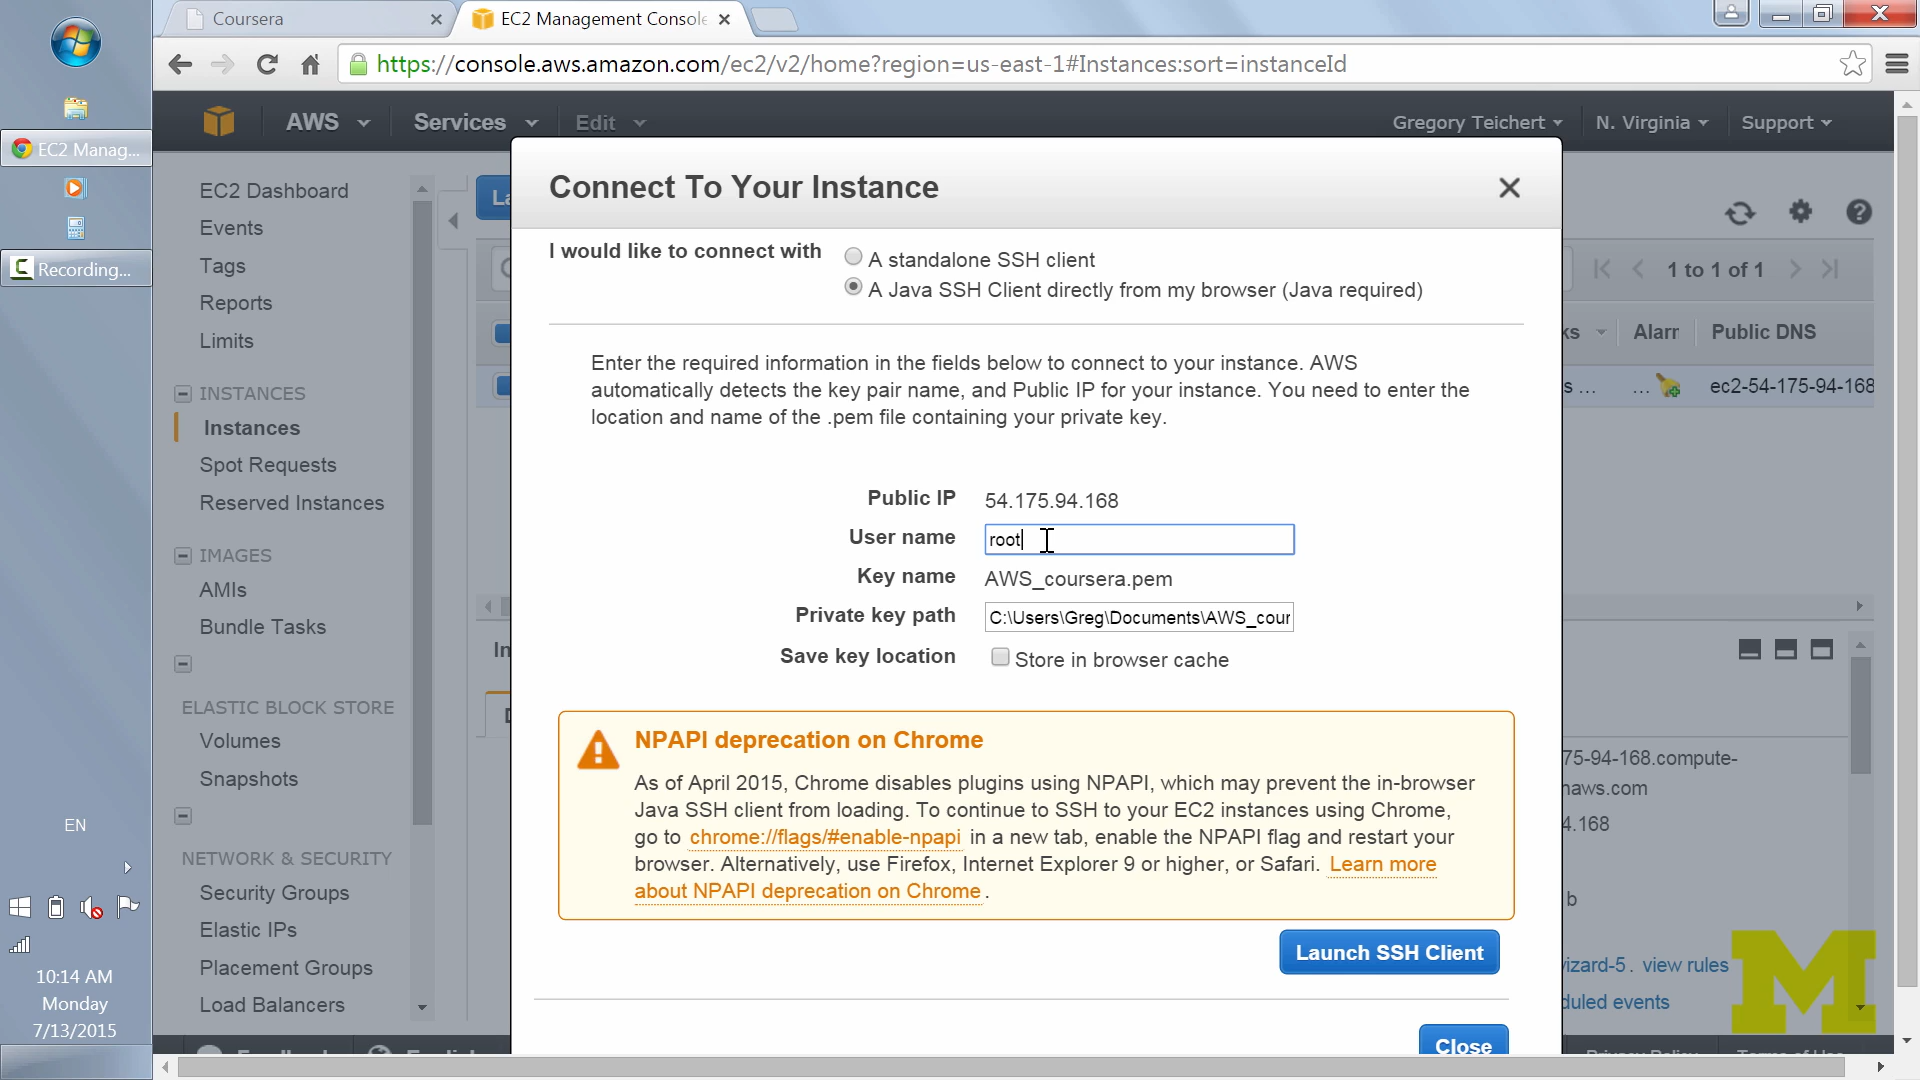 Coursera
EC2 Management Console
https://console.aws.amazon.com/ec2/v2/home?region=us-east-1#Instances:sort=instanceId
AWS Services Edit
Gregory Teichert N. Virginia Support
EC2 Manag...
Recording...
EN
10:14 AM
Monday
7/13/2015
EC2 Dashboard
Events
Tags
Reports
Limits
INSTANCES
Instances
Spot Requests
Reserved Instances
IMAGES
AMIs
Bundle Tasks
ELASTIC BLOCK STORE
Volumes
Snapshots
NETWORK & SECURITY
Security Groups
Elastic IPs
Placement Groups
Load Balancers
Connect To Your Instance
I would like to connect with
A standalone SSH client
A Java SSH Client directly from my browser (Java required)
Enter the required information in the fields below to connect to your instance. AWS
automatically detects the key pair name, and Public IP for your instance. You need to enter the
location and name of the .pem file containing your private key.
Public IP 54.175.94.168
User name root
Key name AWS_coursera.pem
Private key path C:\Users\Greg\Documents\AWS_cour
Save key location Store in browser cache
NPAPI deprecation on Chrome
As of April 2015, Chrome disables plugins using NPAPI, which may prevent the in-browser
Java SSH client from loading. To continue to SSH to your EC2 instances using Chrome,
go to chrome://flags/#enable-npapi in a new tab, enable the NPAPI flag and restart your
browser. Alternatively, use Firefox, Internet Explorer 9 or higher, or Safari. Learn more
about NPAPI deprecation on Chrome.
Launch SSH Client
Close
1 to 1 of 1
ks Alarr Public DNS
s ... ... ec2-54-175-94-168
75-94-168.compute-
naws.com
4.168
b
vizard-5. view rules
duled events
M